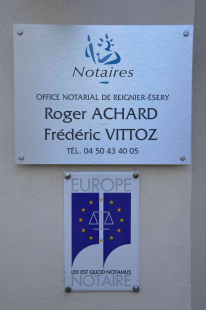 Notaires
OFFICE NOTARIAL DE REIGNIER-ÉSERY
Roger ACHARD
Frédéric VITTOZ
TÉL. 04 50 43 40 05
EUROPE
LEX EST QUOD NOTAMUS
NOTAIRE